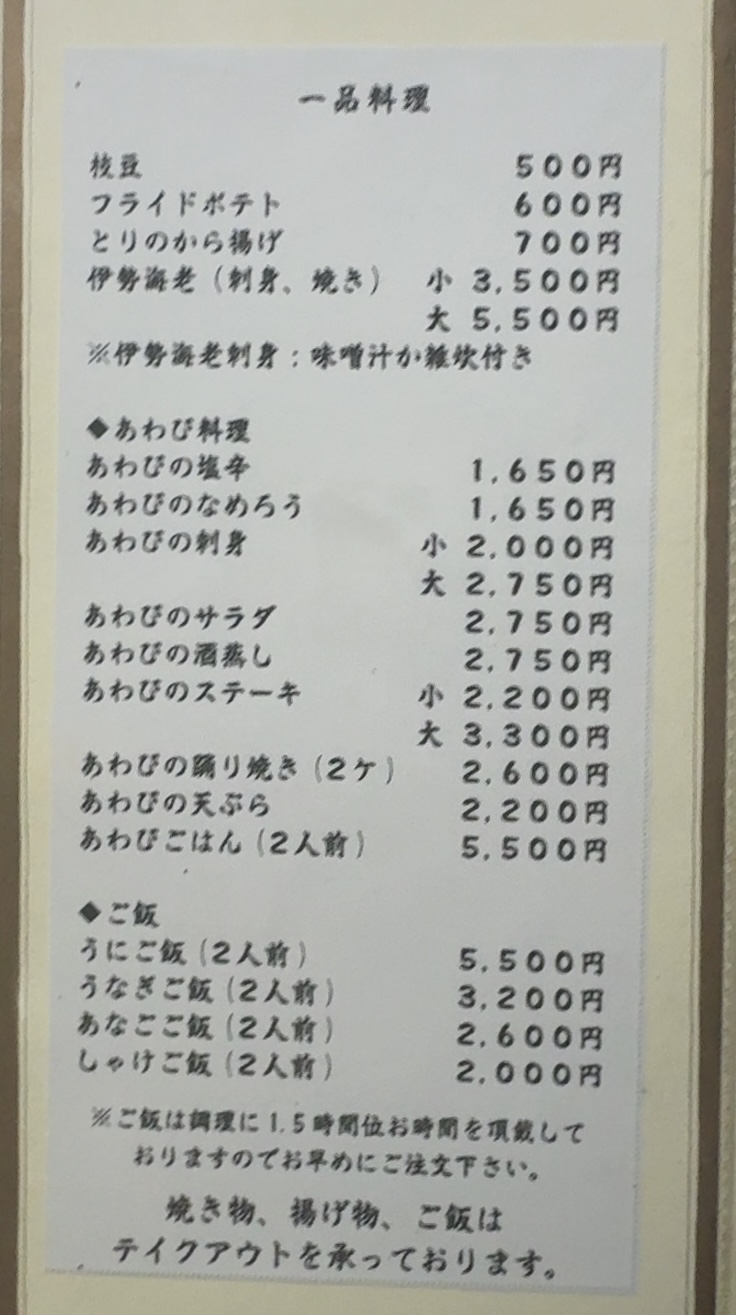 一品料理
枝豆 500円
フライドポテト 600円
とりのから揚げ 700円
伊勢海老（刺身、焼き） 小 3,500円
大 5,500円
※伊勢海老刺身：味噌汁か雑炊付き
◆あわび料理
あわびの塩辛 1,650円
あわびのなめろう 1,650円
あわびの刺身 小 2,000円
大 2,750円
あわびのサラダ 2,750円
あわびの酒蒸し 2,750円
あわびのステーキ 小 2,200円
大 3,300円
あわびの踊り焼き（2ケ） 2,600円
あわびの天ぷら 2,200円
あわびごはん（2人前） 5,500円
◆ご飯
うにご飯（2人前） 5,500円
うなぎご飯（2人前） 3,200円
あなごご飯（2人前） 2,600円
しゃけご飯（2人前） 2,000円
※ご飯は調理に1.5時間位お時間を頂戴して
おりますのでお早めにご注文下さい。
焼き物、揚げ物、ご飯は
テイクアウトを承っております。